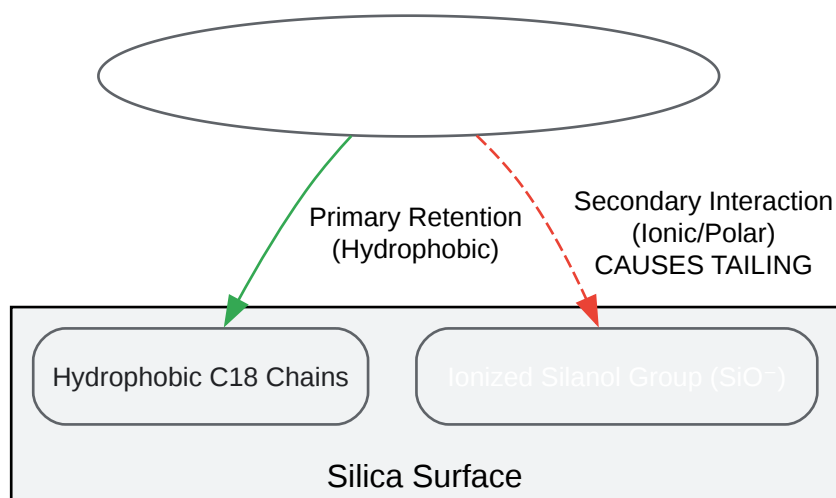 Primary Retention
(Hydrophobic)
Secondary Interaction
(Ionic/Polar)
CAUSES TAILING
Hydrophobic C18 Chains
Ionized Silanol Group (SiO⁻)
Silica Surface